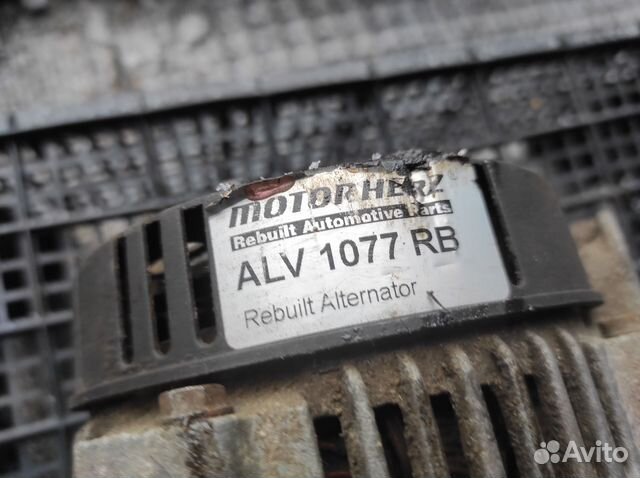 MOTORHERZ
Rebuilt Automotive Parts
ALV 1077 RB
Rebuilt Alternator
Avito